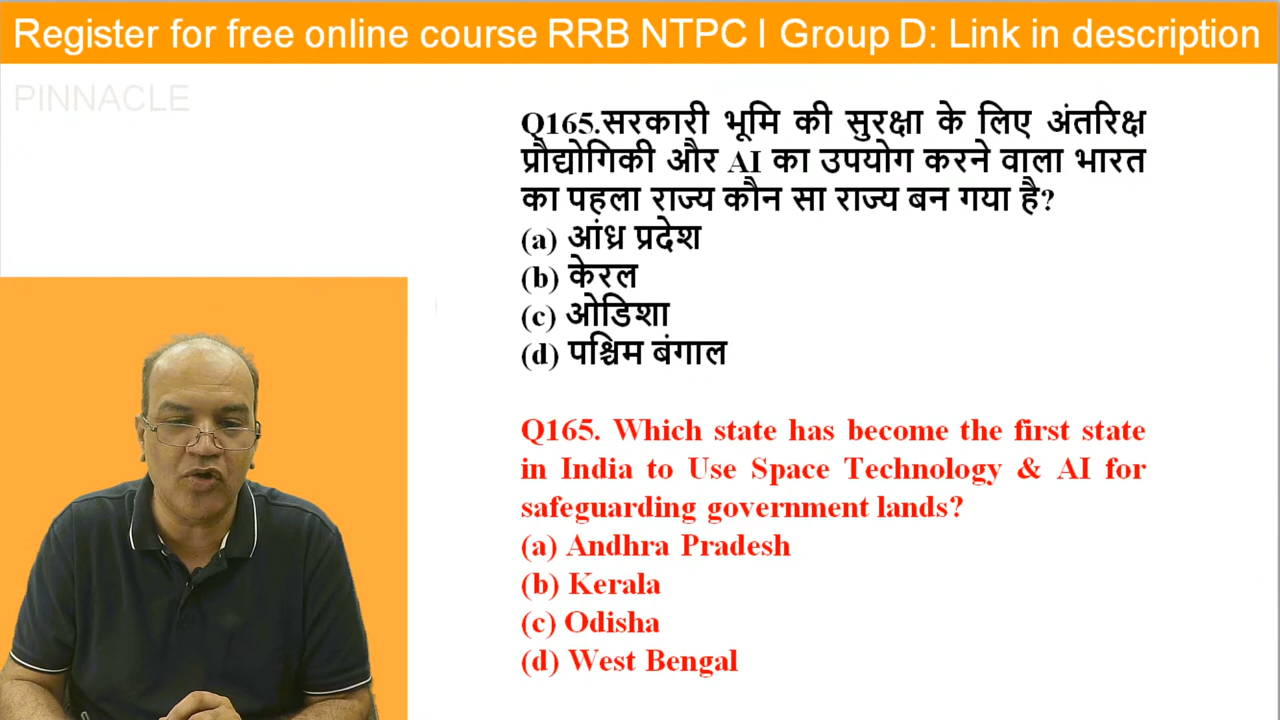 Register for free online course RRB NTPC l Group D: Link in description
PINNACLE
Q165.सरकारी भूमि की सुरक्षा के लिए अंतरिक्ष
प्रौद्योगिकी और AI का उपयोग करने वाला भारत
का पहला राज्य कौन सा राज्य बन गया है?
(a) आंध्र प्रदेश
(b) केरल
(c) ओडिशा
(d) पश्चिम बंगाल
Q165. Which state has become the first state
in India to Use Space Technology & AI for
safeguarding government lands?
(a) Andhra Pradesh
(b) Kerala
(c) Odisha
(d) West Bengal